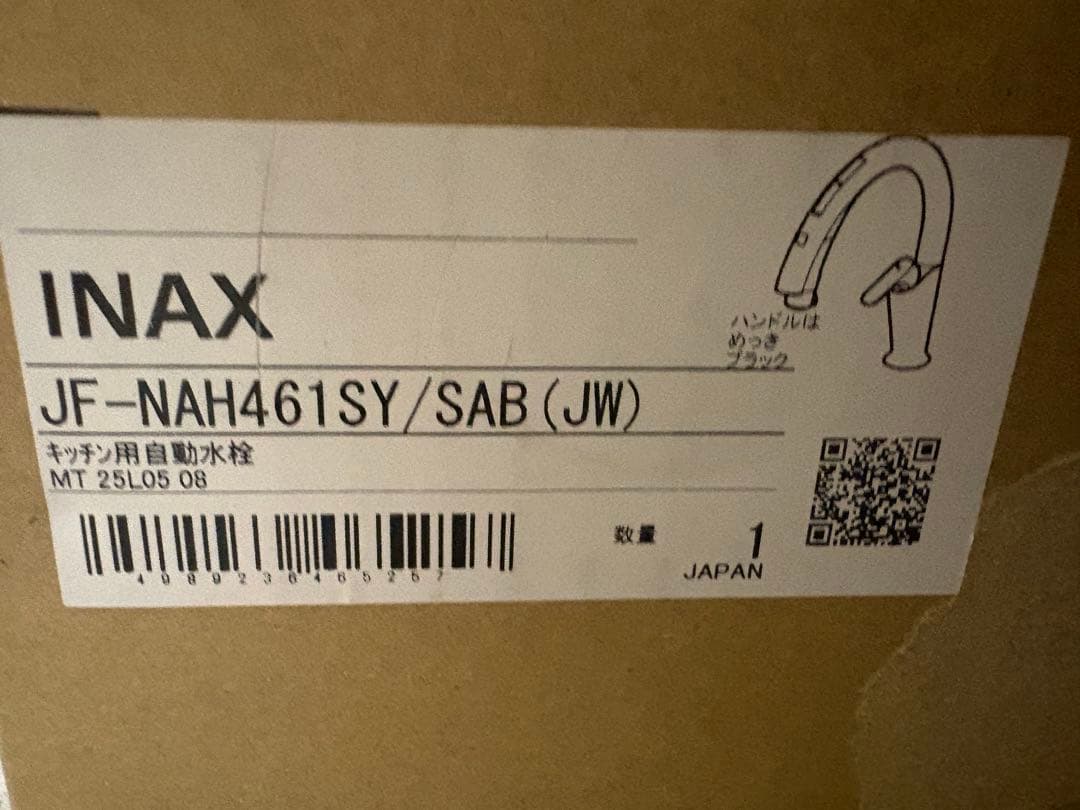 INAX
ハンドルは
めっき
ブラック
JF-NAH461SY/SAB(JW)
キッチン用自動水栓
MT 25L05 08
4989236465257
数量 1
JAPAN